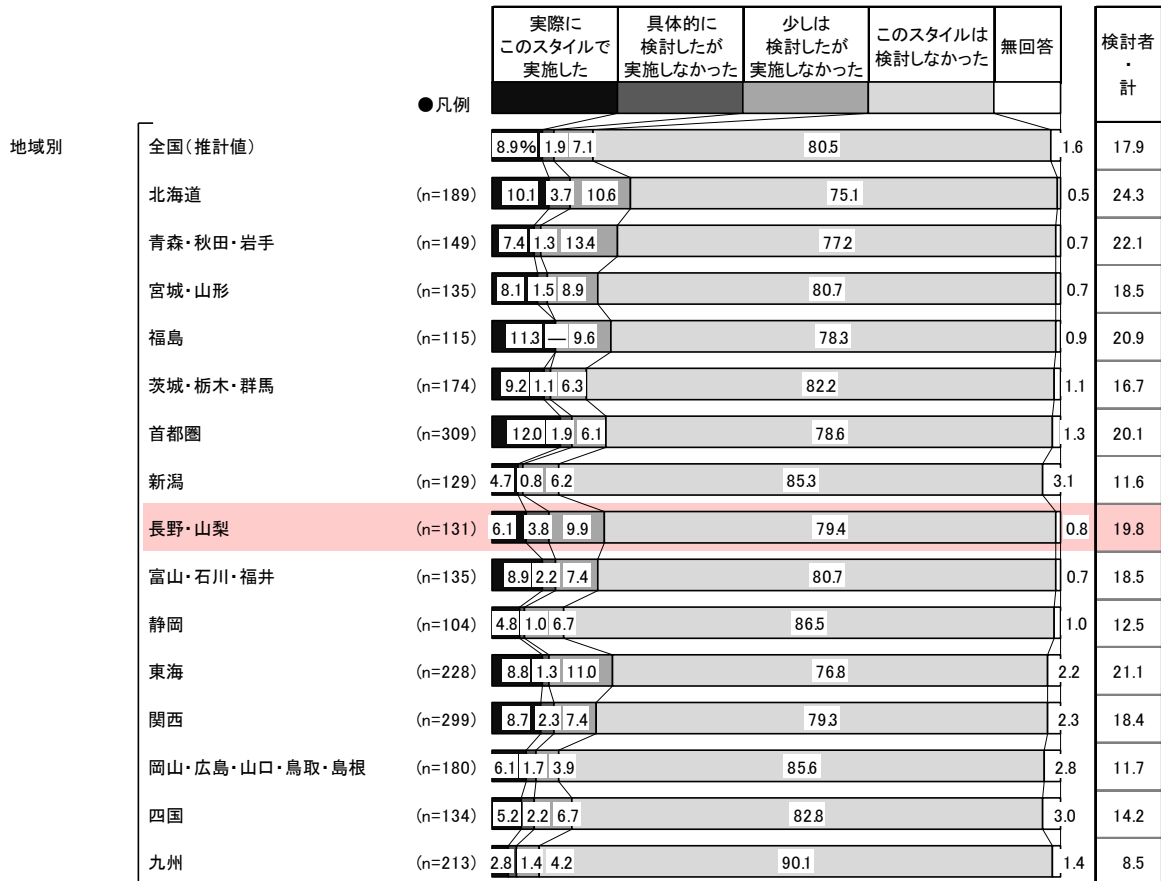 実際に
このスタイルで
実施した
具体的に
検討したが
実施しなかった
少しは
検討したが
実施しなかった
このスタイルは
検討しなかった
無回答
検討者
・
計
●凡例
地域別
全国(推計値) 8.9% 1.9 7.1 80.5 1.6 17.9
北海道 (n=189) 10.1 3.7 10.6 75.1 0.5 24.3
青森・秋田・岩手 (n=149) 7.4 1.3 13.4 77.2 0.7 22.1
宮城・山形 (n=135) 8.1 1.5 8.9 80.7 0.7 18.5
福島 (n=115) 11.3 — 9.6 78.3 0.9 20.9
茨城・栃木・群馬 (n=174) 9.2 1.1 6.3 82.2 1.1 16.7
首都圏 (n=309) 12.0 1.9 6.1 78.6 1.3 20.1
新潟 (n=129) 4.7 0.8 6.2 85.3 3.1 11.6
長野・山梨 (n=131) 6.1 3.8 9.9 79.4 0.8 19.8
富山・石川・福井 (n=135) 8.9 2.2 7.4 80.7 0.7 18.5
静岡 (n=104) 4.8 1.0 6.7 86.5 1.0 12.5
東海 (n=228) 8.8 1.3 11.0 76.8 2.2 21.1
関西 (n=299) 8.7 2.3 7.4 79.3 2.3 18.4
岡山・広島・山口・鳥取・島根 (n=180) 6.1 1.7 3.9 85.6 2.8 11.7
四国 (n=134) 5.2 2.2 6.7 82.8 3.0 14.2
九州 (n=213) 2.8 1.4 4.2 90.1 1.4 8.5